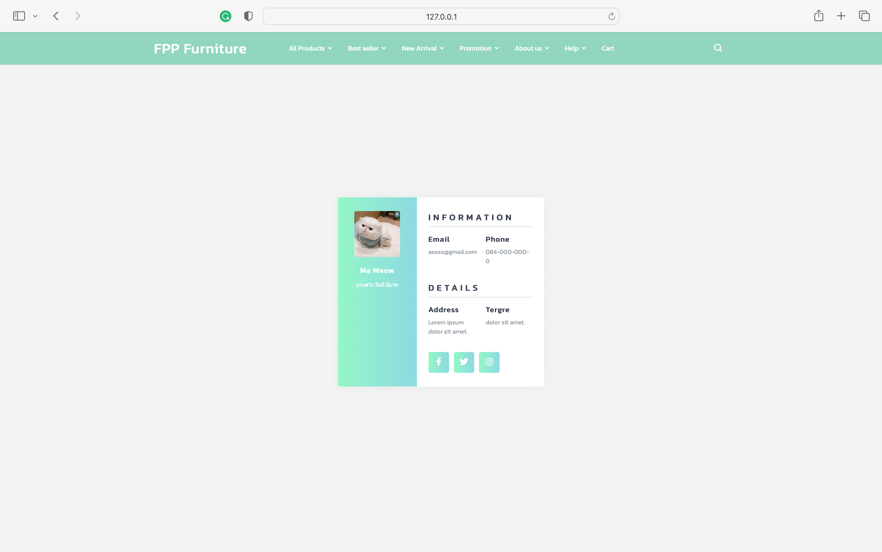 127.0.0.1
FPP Furniture
All Products
Best seller
New Arrival
Promotion
About us
Help
Cart
Ma Meow
INFORMATION
Email
Phone
axxxx@gmail.com
084-000-000-
0
DETAILS
Address
Tergre
Lorem ipsum
dolor sit amet.
dolor sit amet.